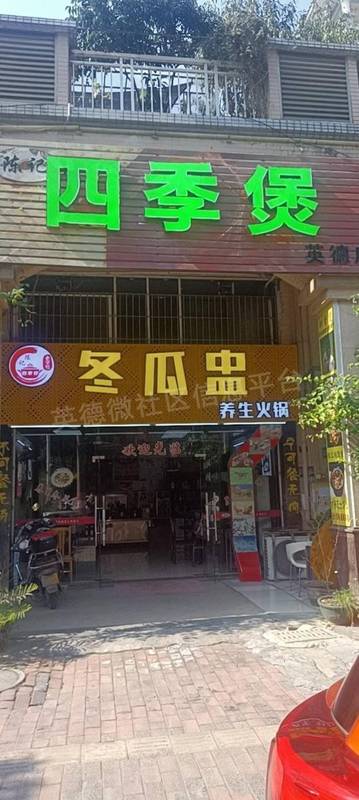 陈记
四季煲
英德
冬瓜盅
养生火锅
英德微社区信息平台
欢迎光临